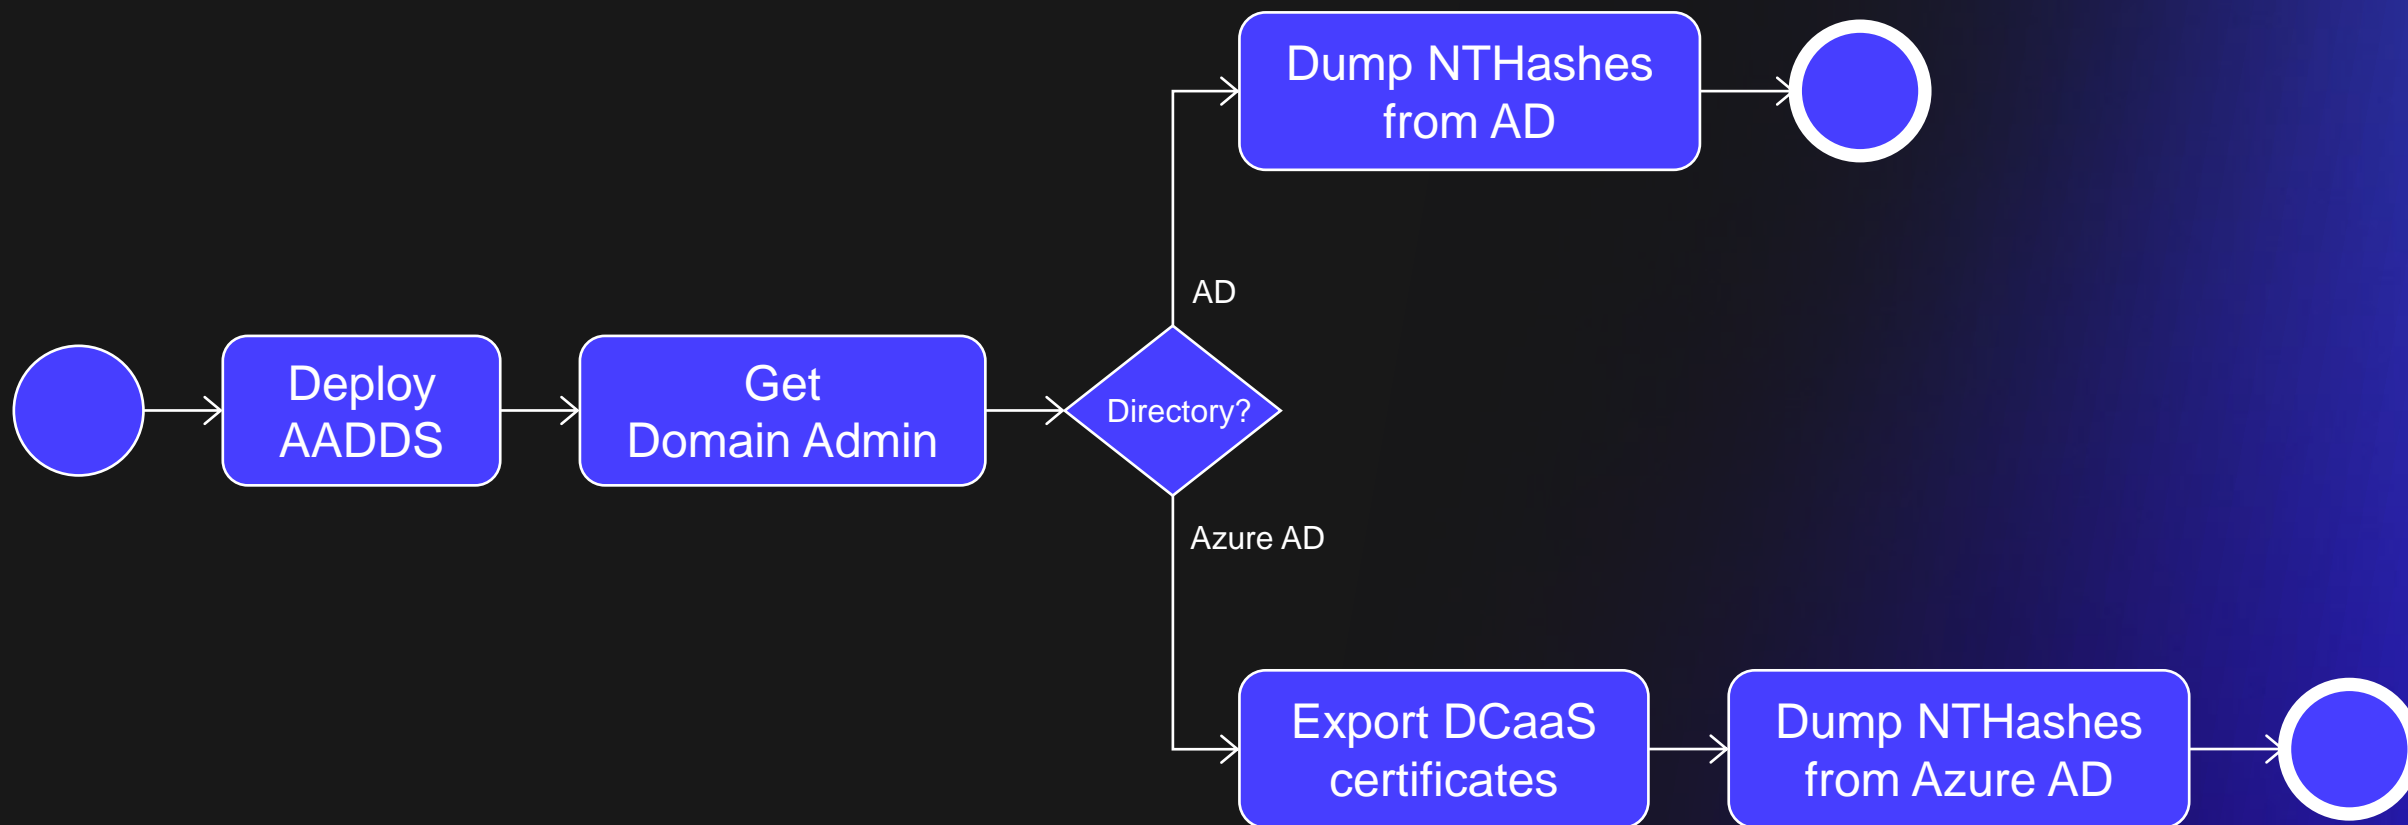 Deploy
AADDS
Get
Domain Admin
Directory?
AD
Dump NTHashes
from AD
Azure AD
Export DCaaS
certificates
Dump NTHashes
from Azure AD